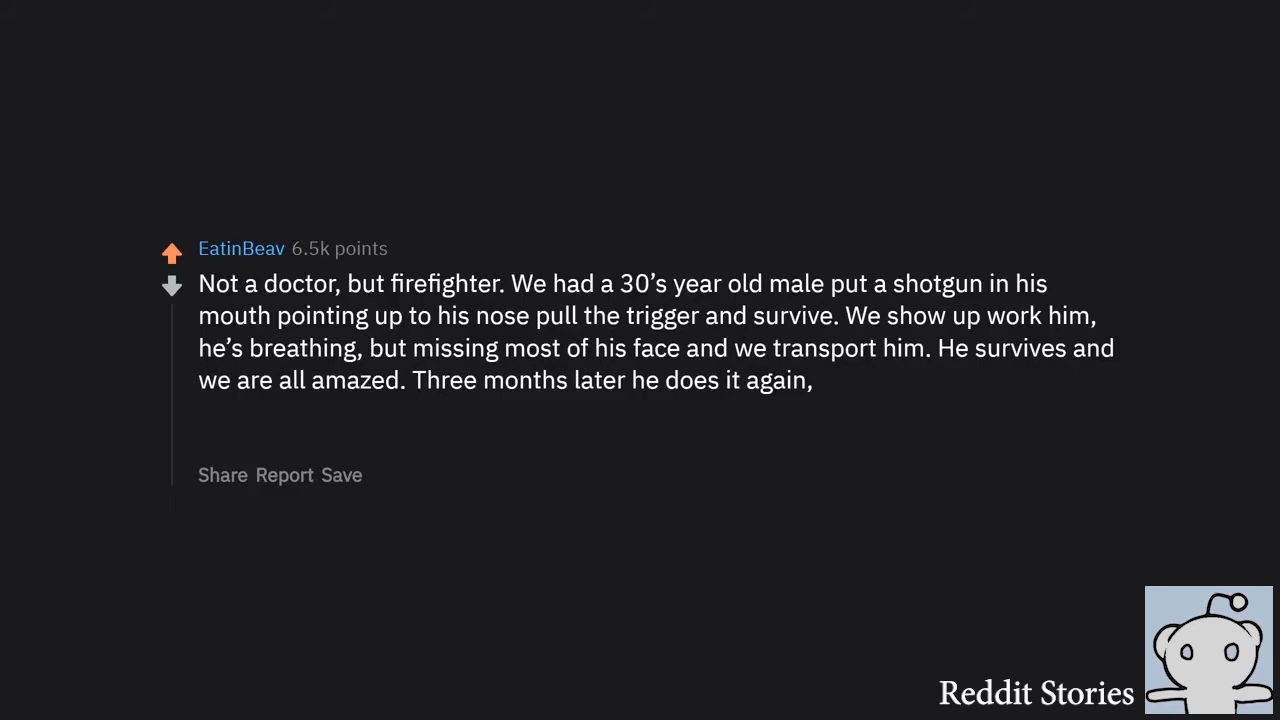 EatinBeav 6.5k points
Not a doctor, but firefighter. We had a 30’s year old male put a shotgun in his
mouth pointing up to his nose pull the trigger and survive. We show up work him,
he’s breathing, but missing most of his face and we transport him. He survives and
we are all amazed. Three months later he does it again,
Share Report Save
Reddit Stories